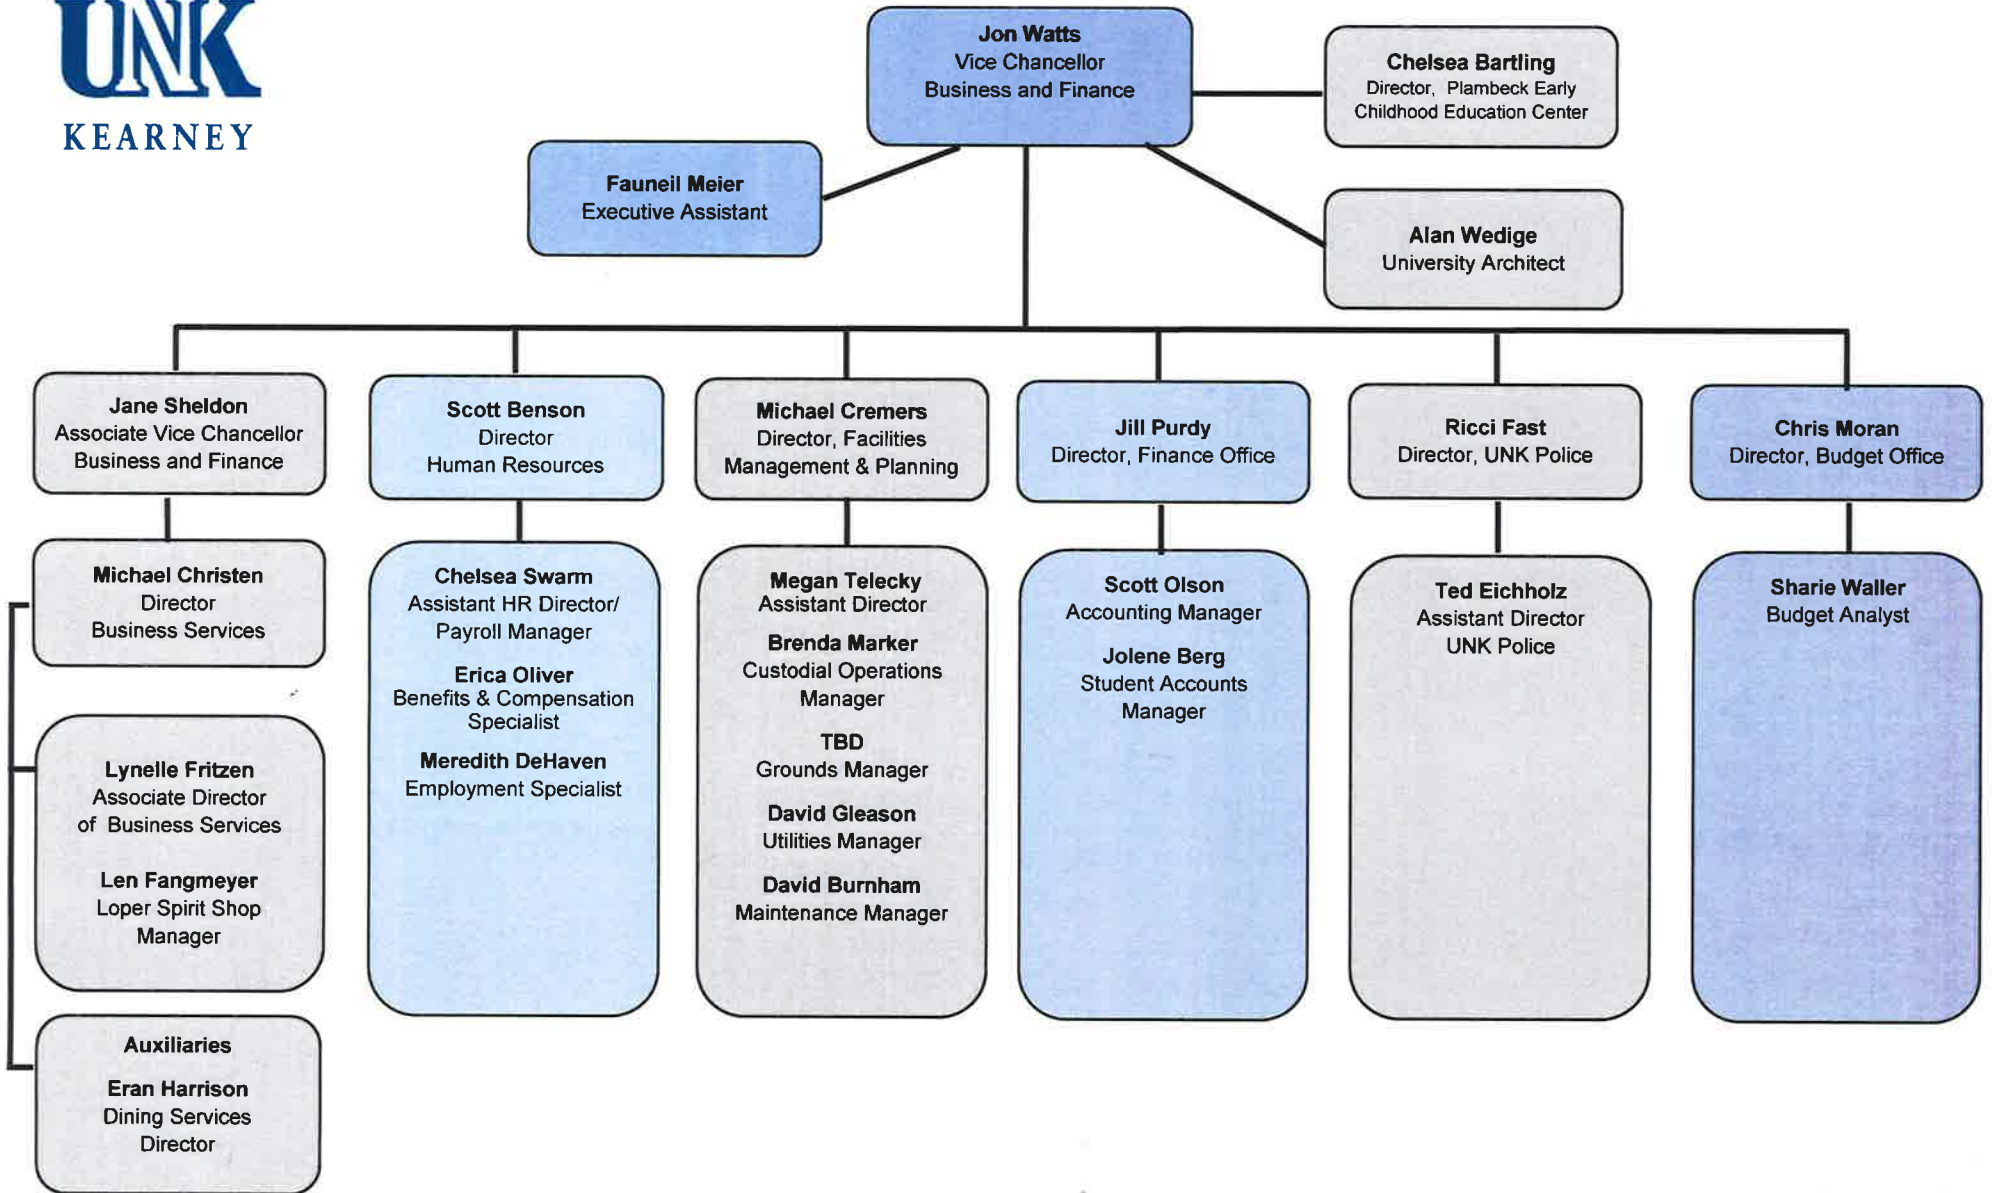 UNK
KEARNEY
Jon Watts
Vice Chancellor
Business and Finance
Chelsea Bartling
Director, Plambeck Early
Childhood Education Center
Fauneil Meier
Executive Assistant
Alan Wedige
University Architect
Jane Sheldon
Associate Vice Chancellor
Business and Finance
Scott Benson
Director
Human Resources
Michael Cremers
Director, Facilities
Management & Planning
Jill Purdy
Director, Finance Office
Ricci Fast
Director, UNK Police
Chris Moran
Director, Budget Office
Michael Christen
Director
Business Services
Lynelle Fritzen
Associate Director
of Business Services
Len Fangmeyer
Loper Spirit Shop
Manager
Auxiliaries
Eran Harrison
Dining Services
Director
Chelsea Swarm
Assistant HR Director/
Payroll Manager
Erica Oliver
Benefits & Compensation
Specialist
Meredith DeHaven
Employment Specialist
Megan Telecky
Assistant Director
Brenda Marker
Custodial Operations
Manager
TBD
Grounds Manager
David Gleason
Utilities Manager
David Burnham
Maintenance Manager
Scott Olson
Accounting Manager
Jolene Berg
Student Accounts
Manager
Ted Eichholz
Assistant Director
UNK Police
Sharie Waller
Budget Analyst